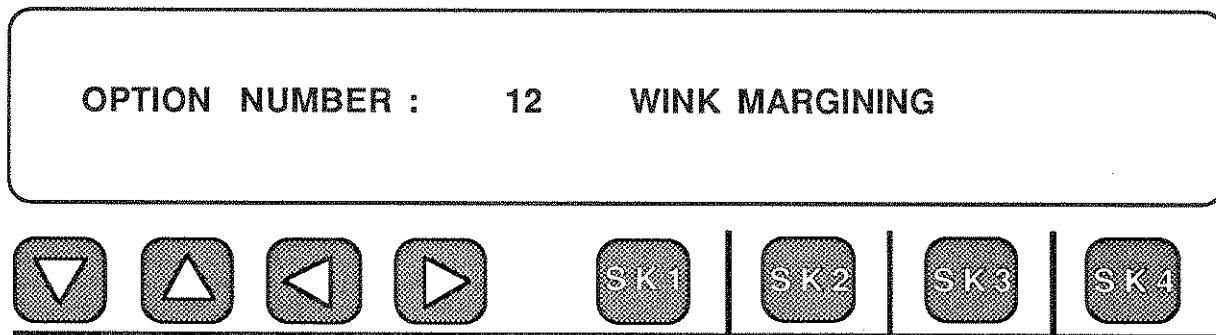 OPTION NUMBER : 12 WINK MARGINING
SK1 SK2 SK3 SK4